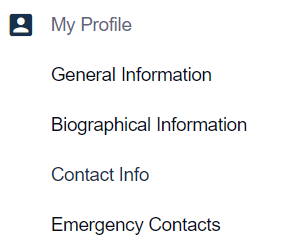 My Profile
General Information
Biographical Information
Contact Info
Emergency Contacts